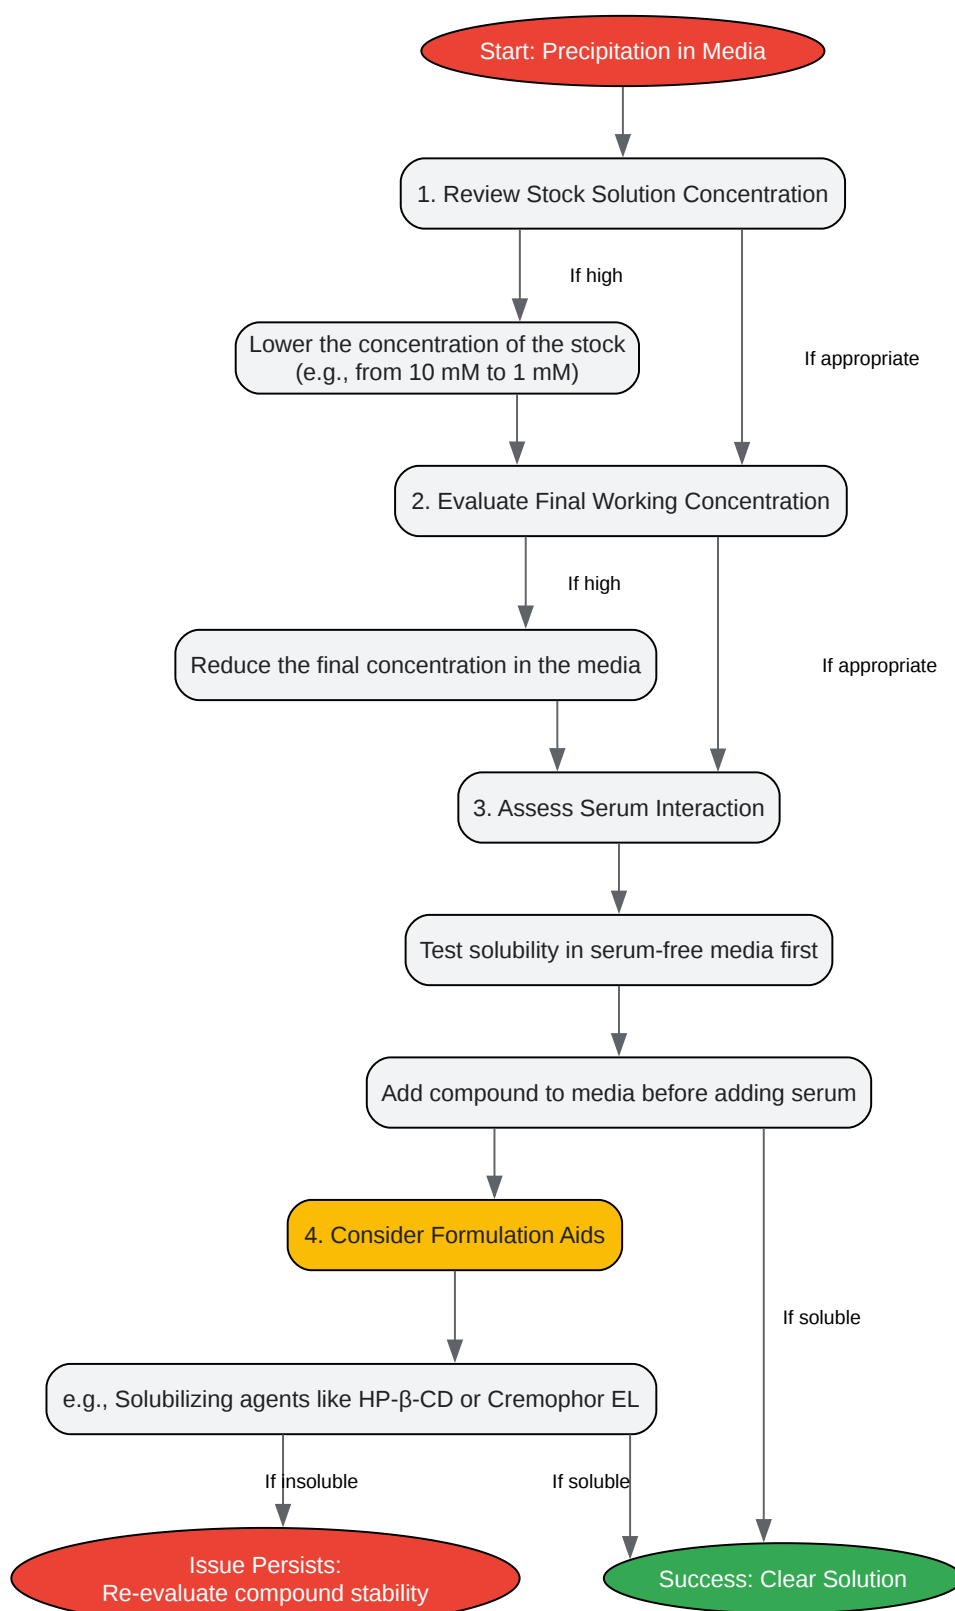 Start: Precipitation in Media
1. Review Stock Solution Concentration
If high
Lower the concentration of the stock
(e.g., from 10 mM to 1 mM)
If appropriate
2. Evaluate Final Working Concentration
If high
Reduce the final concentration in the media
If appropriate
3. Assess Serum Interaction
Test solubility in serum-free media first
Add compound to media before adding serum
4. Consider Formulation Aids
If soluble
e.g., Solubilizing agents like HP-β-CD or Cremophor EL
If insoluble
If soluble
Issue Persists:
Re-evaluate compound stability
Success: Clear Solution